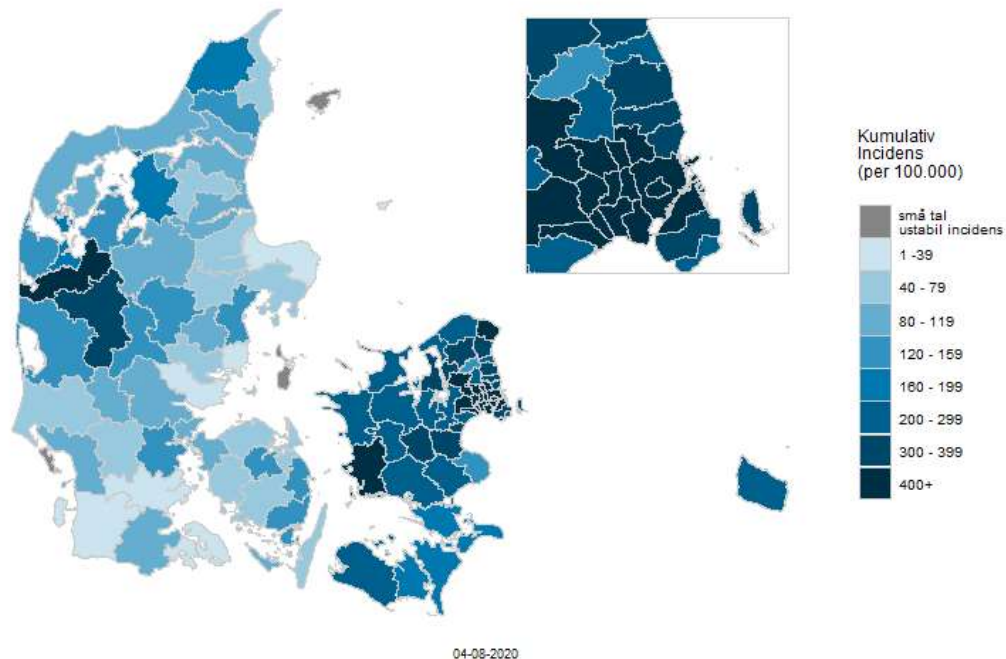 Kumulativ
Incidens
(per 100.000)
små tal
ustabil incidens
1 -39
40 - 79
80 - 119
120 - 159
160 - 199
200 - 299
300 - 399
400+
04-08-2020